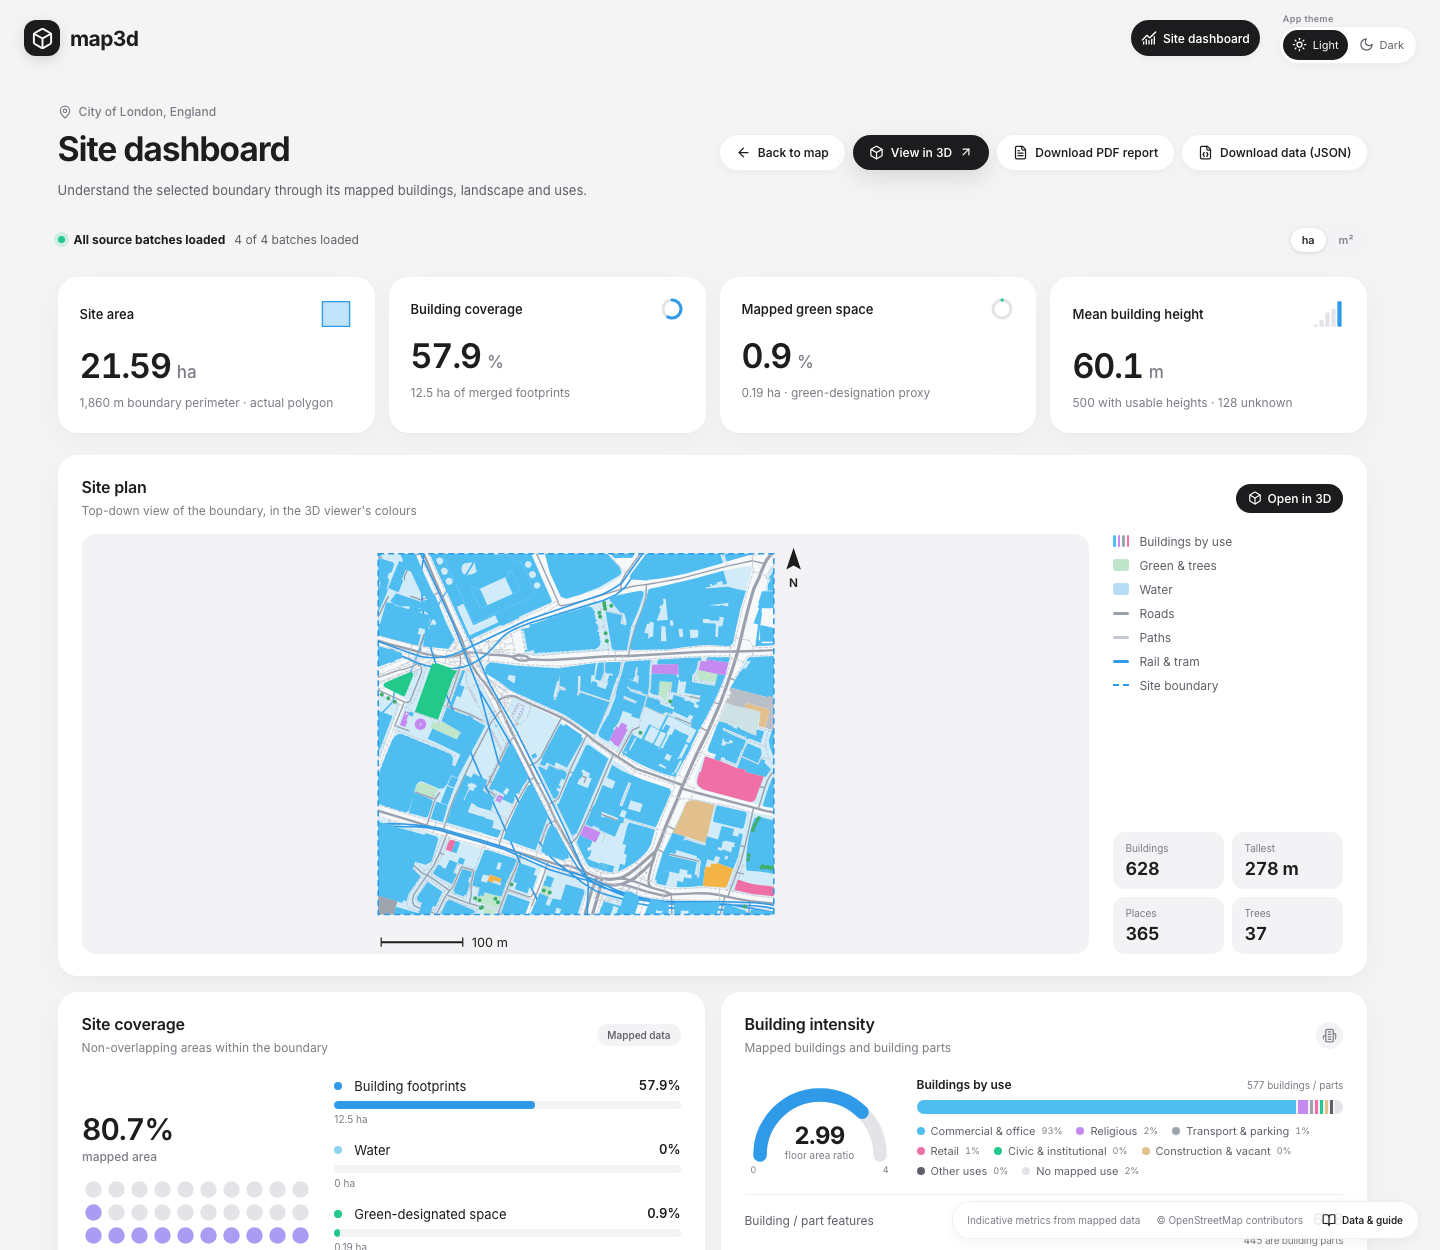 map3d
Site dashboard
App theme
Light
Dark
City of London, England
Site dashboard
Understand the selected boundary through its mapped buildings, landscape and uses.
Back to map
View in 3D
Download PDF report
Download data (JSON)
All source batches loaded
4 of 4 batches loaded
ha
m²
Site area
21.59 ha
1,860 m boundary perimeter · actual polygon
Building coverage
57.9 %
12.5 ha of merged footprints
Mapped green space
0.9 %
0.19 ha · green-designation proxy
Mean building height
60.1 m
500 with usable heights · 128 unknown
Site plan
Top-down view of the boundary, in the 3D viewer's colours
Open in 3D
N
100 m
Buildings by use
Green & trees
Water
Roads
Paths
Rail & tram
Site boundary
Buildings
628
Tallest
278 m
Places
365
Trees
37
Site coverage
Non-overlapping areas within the boundary
Mapped data
80.7%
mapped area
Building footprints 57.9%
12.5 ha
Water 0%
0 ha
Green-designated space 0.9%
0.19 ha
Building intensity
Mapped buildings and building parts
2.99
floor area ratio
0
4
Buildings by use
577 buildings / parts
Commercial & office 93%
Religious 2%
Transport & parking 1%
Retail 1%
Civic & institutional 0%
Construction & vacant 0%
Other uses 0%
No mapped use 2%
Building / part features
445 are building parts
Indicative metrics from mapped data
© OpenStreetMap contributors
Data & guide